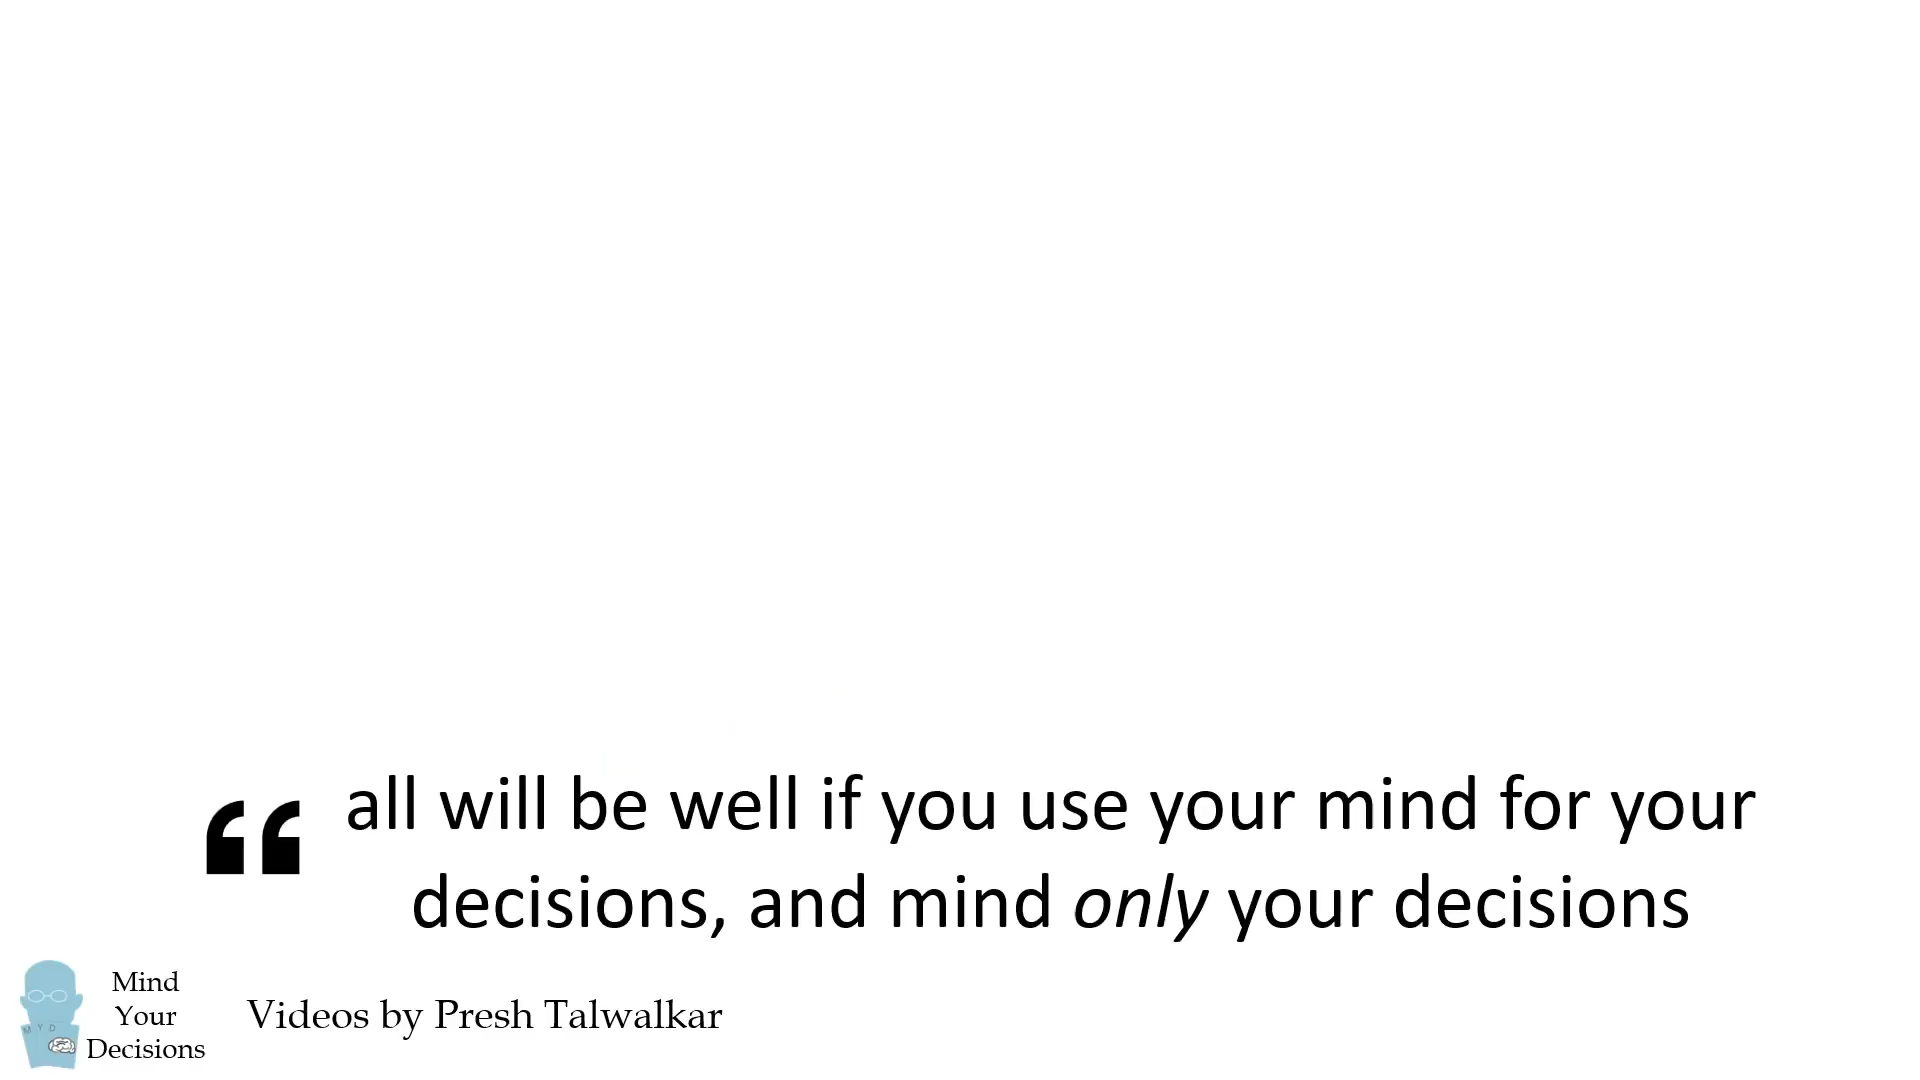 “ all will be well if you use your mind for your
decisions, and mind only your decisions
Mind
Your
Decisions
M Y D
Videos by Presh Talwalkar